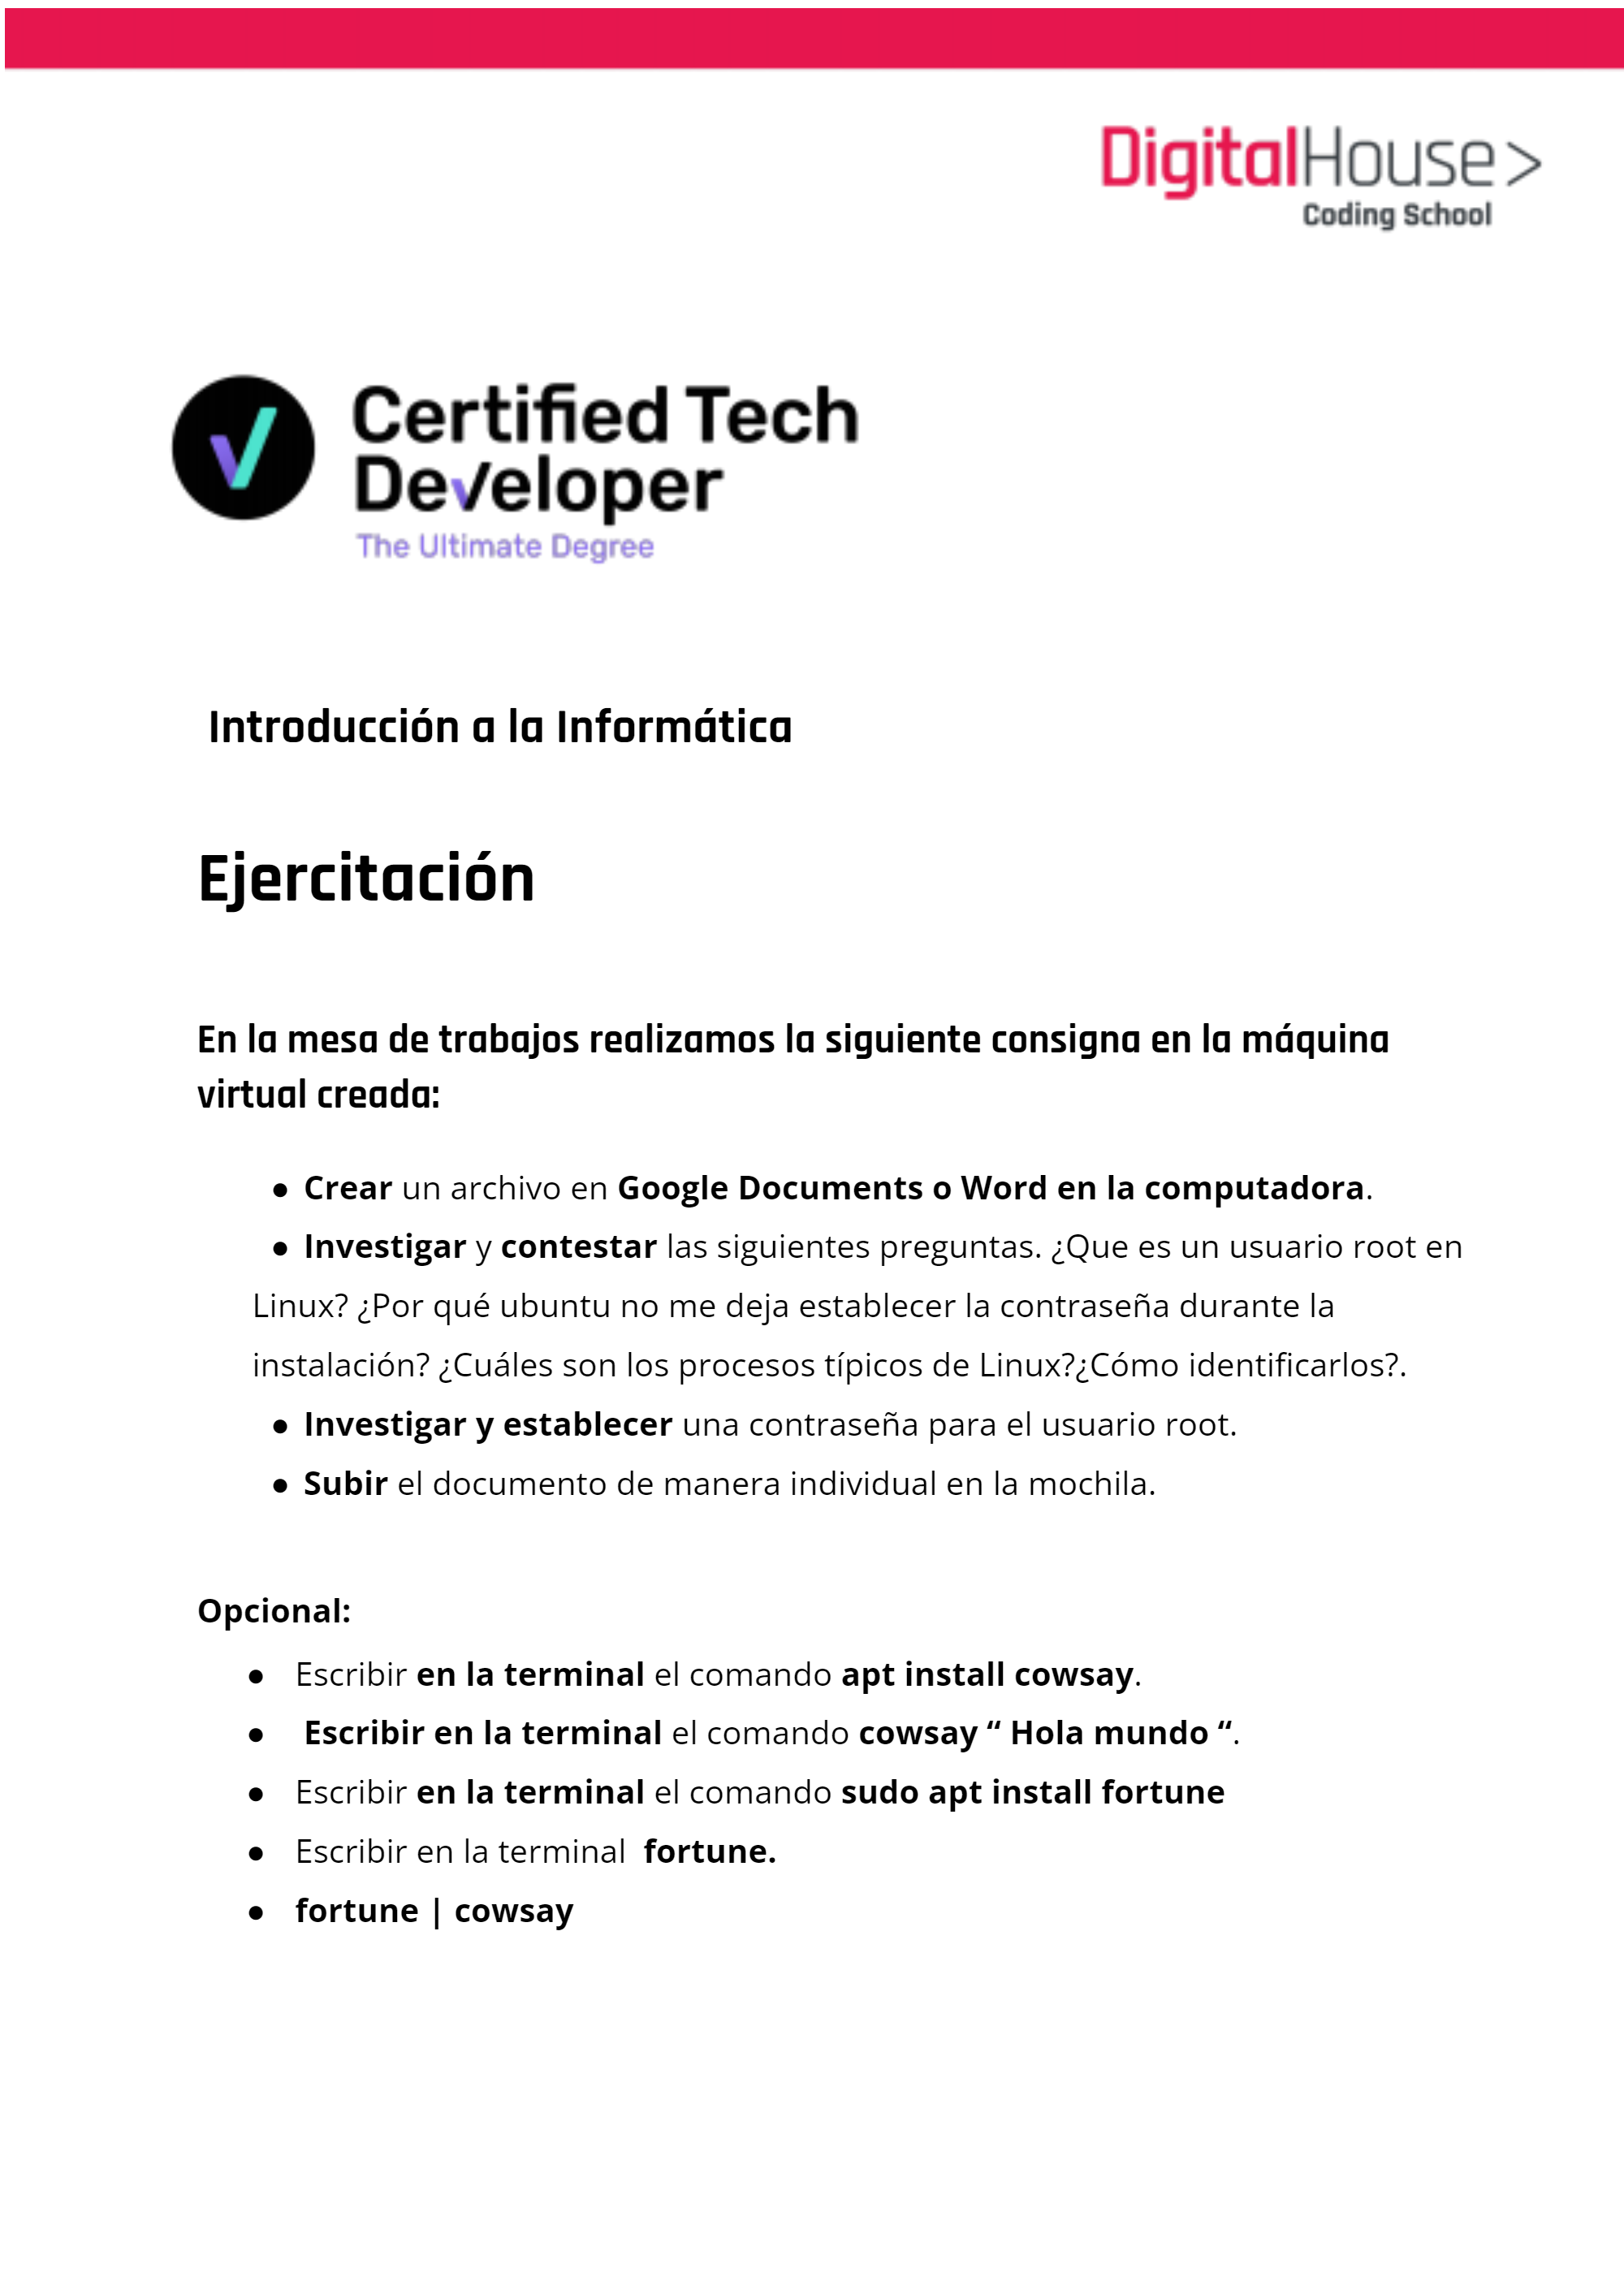 DigitalHouse>
Coding School
Certified Tech
Developer
The Ultimate Degree
Introducción a la Informática
Ejercitación
En la mesa de trabajos realizamos la siguiente consigna en la máquina
virtual creada:
● Crear un archivo en Google Documents o Word en la computadora.
● Investigar y contestar las siguientes preguntas. ¿Que es un usuario root en
Linux? ¿Por qué ubuntu no me deja establecer la contraseña durante la
instalación? ¿Cuáles son los procesos típicos de Linux?¿Cómo identificarlos?.
● Investigar y establecer una contraseña para el usuario root.
● Subir el documento de manera individual en la mochila.
Opcional:
● Escribir en la terminal el comando apt install cowsay.
● Escribir en la terminal el comando cowsay “ Hola mundo “.
● Escribir en la terminal el comando sudo apt install fortune
● Escribir en la terminal fortune.
● fortune | cowsay